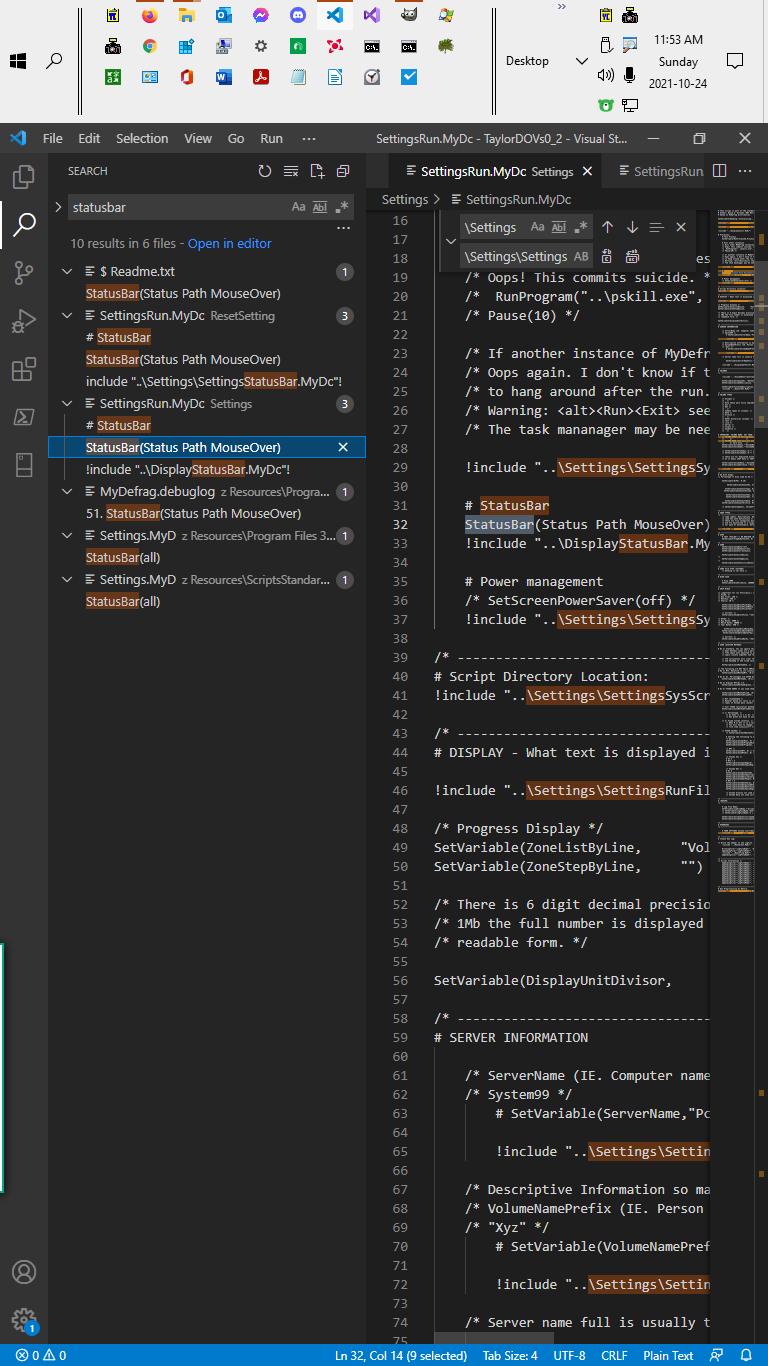 »
Desktop
11:53 AM
Sunday
2021-10-24
File Edit Selection View Go Run ··· SettingsRun.MyDc - TaylorDOVs0_2 - Visual St...
SEARCH
statusbar
Aa Abl .*
···
10 results in 6 files - Open in editor
$ Readme.txt 1
StatusBar(Status Path MouseOver)
SettingsRun.MyDc ResetSetting 3
# StatusBar
StatusBar(Status Path MouseOver)
include "..\Settings\SettingsStatusBar.MyDc"!
SettingsRun.MyDc Settings 3
# StatusBar
StatusBar(Status Path MouseOver)
!include "..\DisplayStatusBar.MyDc"!
MyDefrag.debuglog z Resources\Progra... 1
51. StatusBar(Status Path MouseOver)
Settings.MyD z Resources\Program Files 3... 1
StatusBar(all)
Settings.MyD z Resources\ScriptsStandar... 1
StatusBar(all)
SettingsRun.MyDc Settings
SettingsRun
···
Settings > SettingsRun.MyDc
\Settings Aa Abl .*
\Settings\Settings AB
16
17
18 es
19 /* Oops! This commits suicide. *
20 /* RunProgram("..\pskill.exe",
21 /* Pause(10) */
22
23 /* If another instance of MyDefr
24 /* Oops again. I don't know if t
25 /* to hang around after the run.
26 /* Warning: <alt><Run><Exit> see
27 /* The task mananager may be nee
28
29 !include "..\Settings\SettingsSy
30
31 # StatusBar
32 StatusBar(Status Path MouseOver)
33 !include "..\DisplayStatusBar.My
34
35 # Power management
36 /* SetScreenPowerSaver(off) */
37 !include "..\Settings\SettingsSy
38
39 /* ---------------------------------
40 # Script Directory Location:
41 !include "..\Settings\SettingsSysScr
42
43 /* ---------------------------------
44 # DISPLAY - What text is displayed i
45
46 !include "..\Settings\SettingsRunFil
47
48 /* Progress Display */
49 SetVariable(ZoneListByLine, "Vol
50 SetVariable(ZoneStepByLine, "")
51
52 /* There is 6 digit decimal precisio
53 /* 1Mb the full number is displayed
54 /* readable form. */
55
56 SetVariable(DisplayUnitDivisor,
57
58 /* ---------------------------------
59 # SERVER INFORMATION
60
61 /* ServerName (IE. Computer name
62 /* System99 */
63 # SetVariable(ServerName,"Pc
64
65 !include "..\Settings\Settin
66
67 /* Descriptive Information so ma
68 /* VolumeNamePrefix (IE. Person
69 /* "Xyz" */
70 # SetVariable(VolumeNamePref
71
72 !include "..\Settings\Settin
73
74 /* Server name full is usually t
75
1
0 0 Ln 32, Col 14 (9 selected) Tab Size: 4 UTF-8 CRLF Plain Text